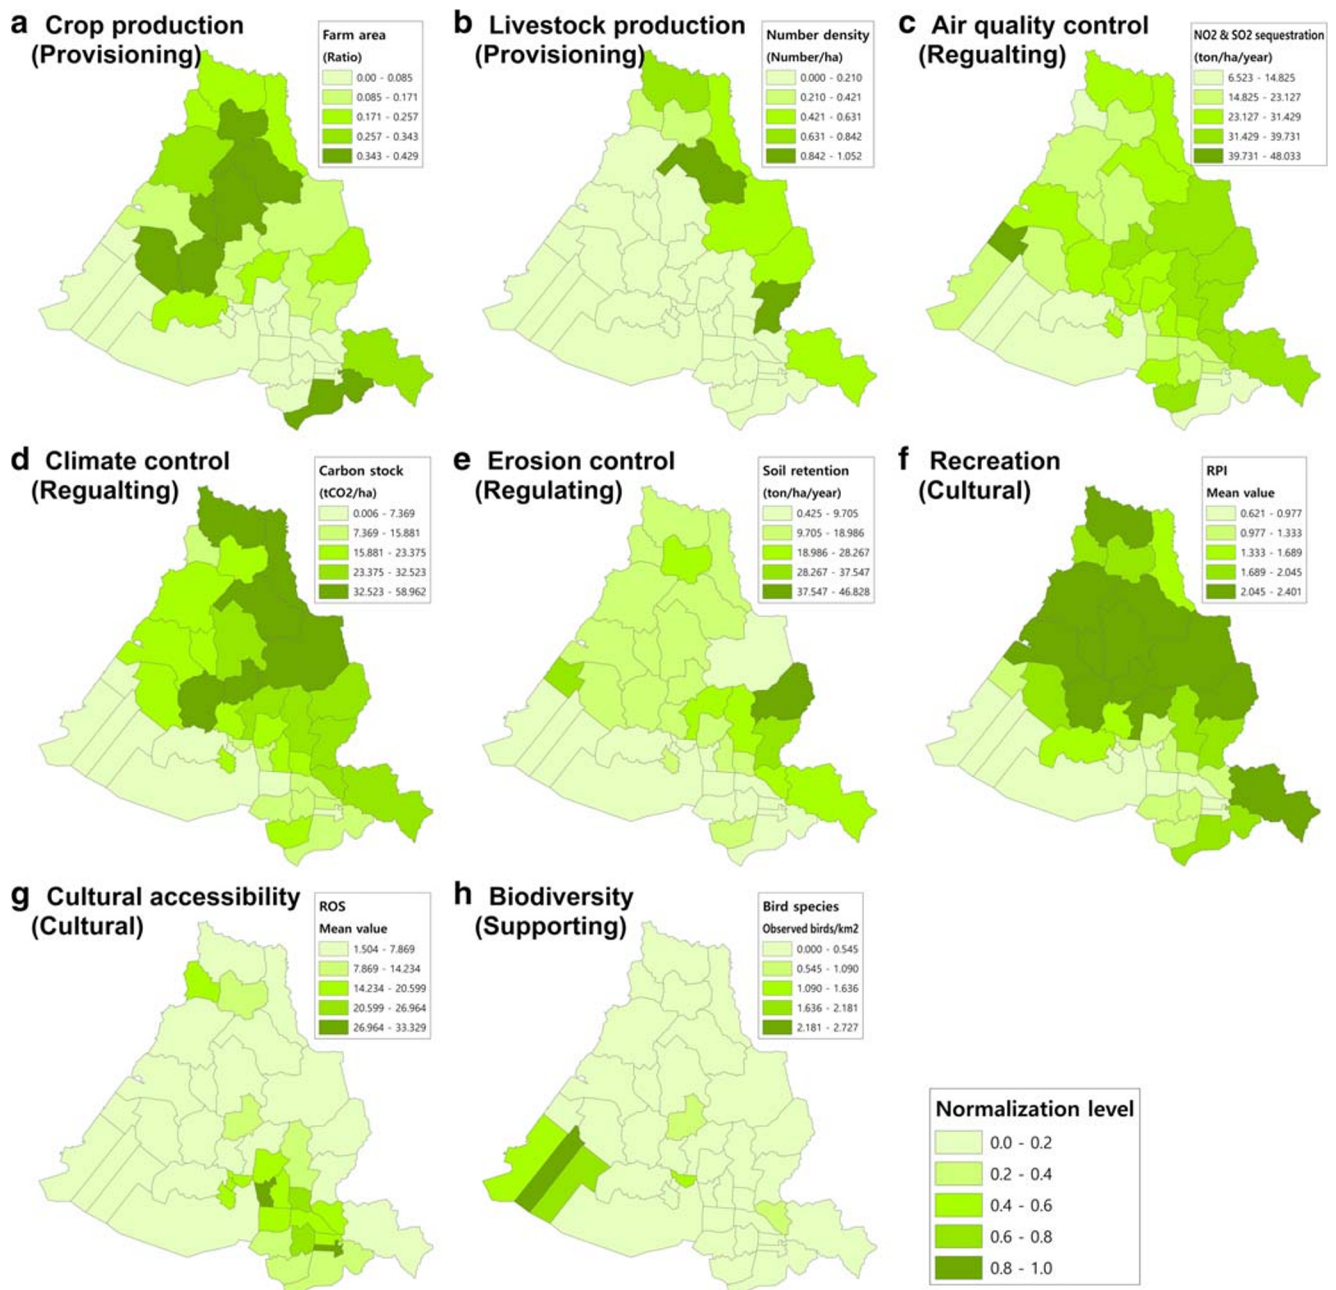 a Crop production
(Provisioning)
Farm area
(Ratio)
0.00 - 0.085
0.085 - 0.171
0.171 - 0.257
0.257 - 0.343
0.343 - 0.429
b Livestock production
(Provisioning)
Number density
(Number/ha)
0.000 - 0.210
0.210 - 0.421
0.421 - 0.631
0.631 - 0.842
0.842 - 1.052
c Air quality control
(Regualting)
NO2 & SO2 sequestration
(ton/ha/year)
6.523 - 14.825
14.825 - 23.127
23.127 - 31.429
31.429 - 39.731
39.731 - 48.033
d Climate control
(Regualting)
Carbon stock
(tCO2/ha)
0.006 - 7.369
7.369 - 15.881
15.881 - 23.375
23.375 - 32.523
32.523 - 58.962
e Erosion control
(Regulating)
Soil retention
(ton/ha/year)
0.425 - 9.705
9.705 - 18.986
18.986 - 28.267
28.267 - 37.547
37.547 - 46.828
f Recreation
(Cultural)
RPI
Mean value
0.621 - 0.977
0.977 - 1.333
1.333 - 1.689
1.689 - 2.045
2.045 - 2.401
g Cultural accessibility
(Cultural)
ROS
Mean value
1.504 - 7.869
7.869 - 14.234
14.234 - 20.599
20.599 - 26.964
26.964 - 33.329
h Biodiversity
(Supporting)
Bird species
Observed birds/km2
0.000 - 0.545
0.545 - 1.090
1.090 - 1.636
1.636 - 2.181
2.181 - 2.727
Normalization level
0.0 - 0.2
0.2 - 0.4
0.4 - 0.6
0.6 - 0.8
0.8 - 1.0